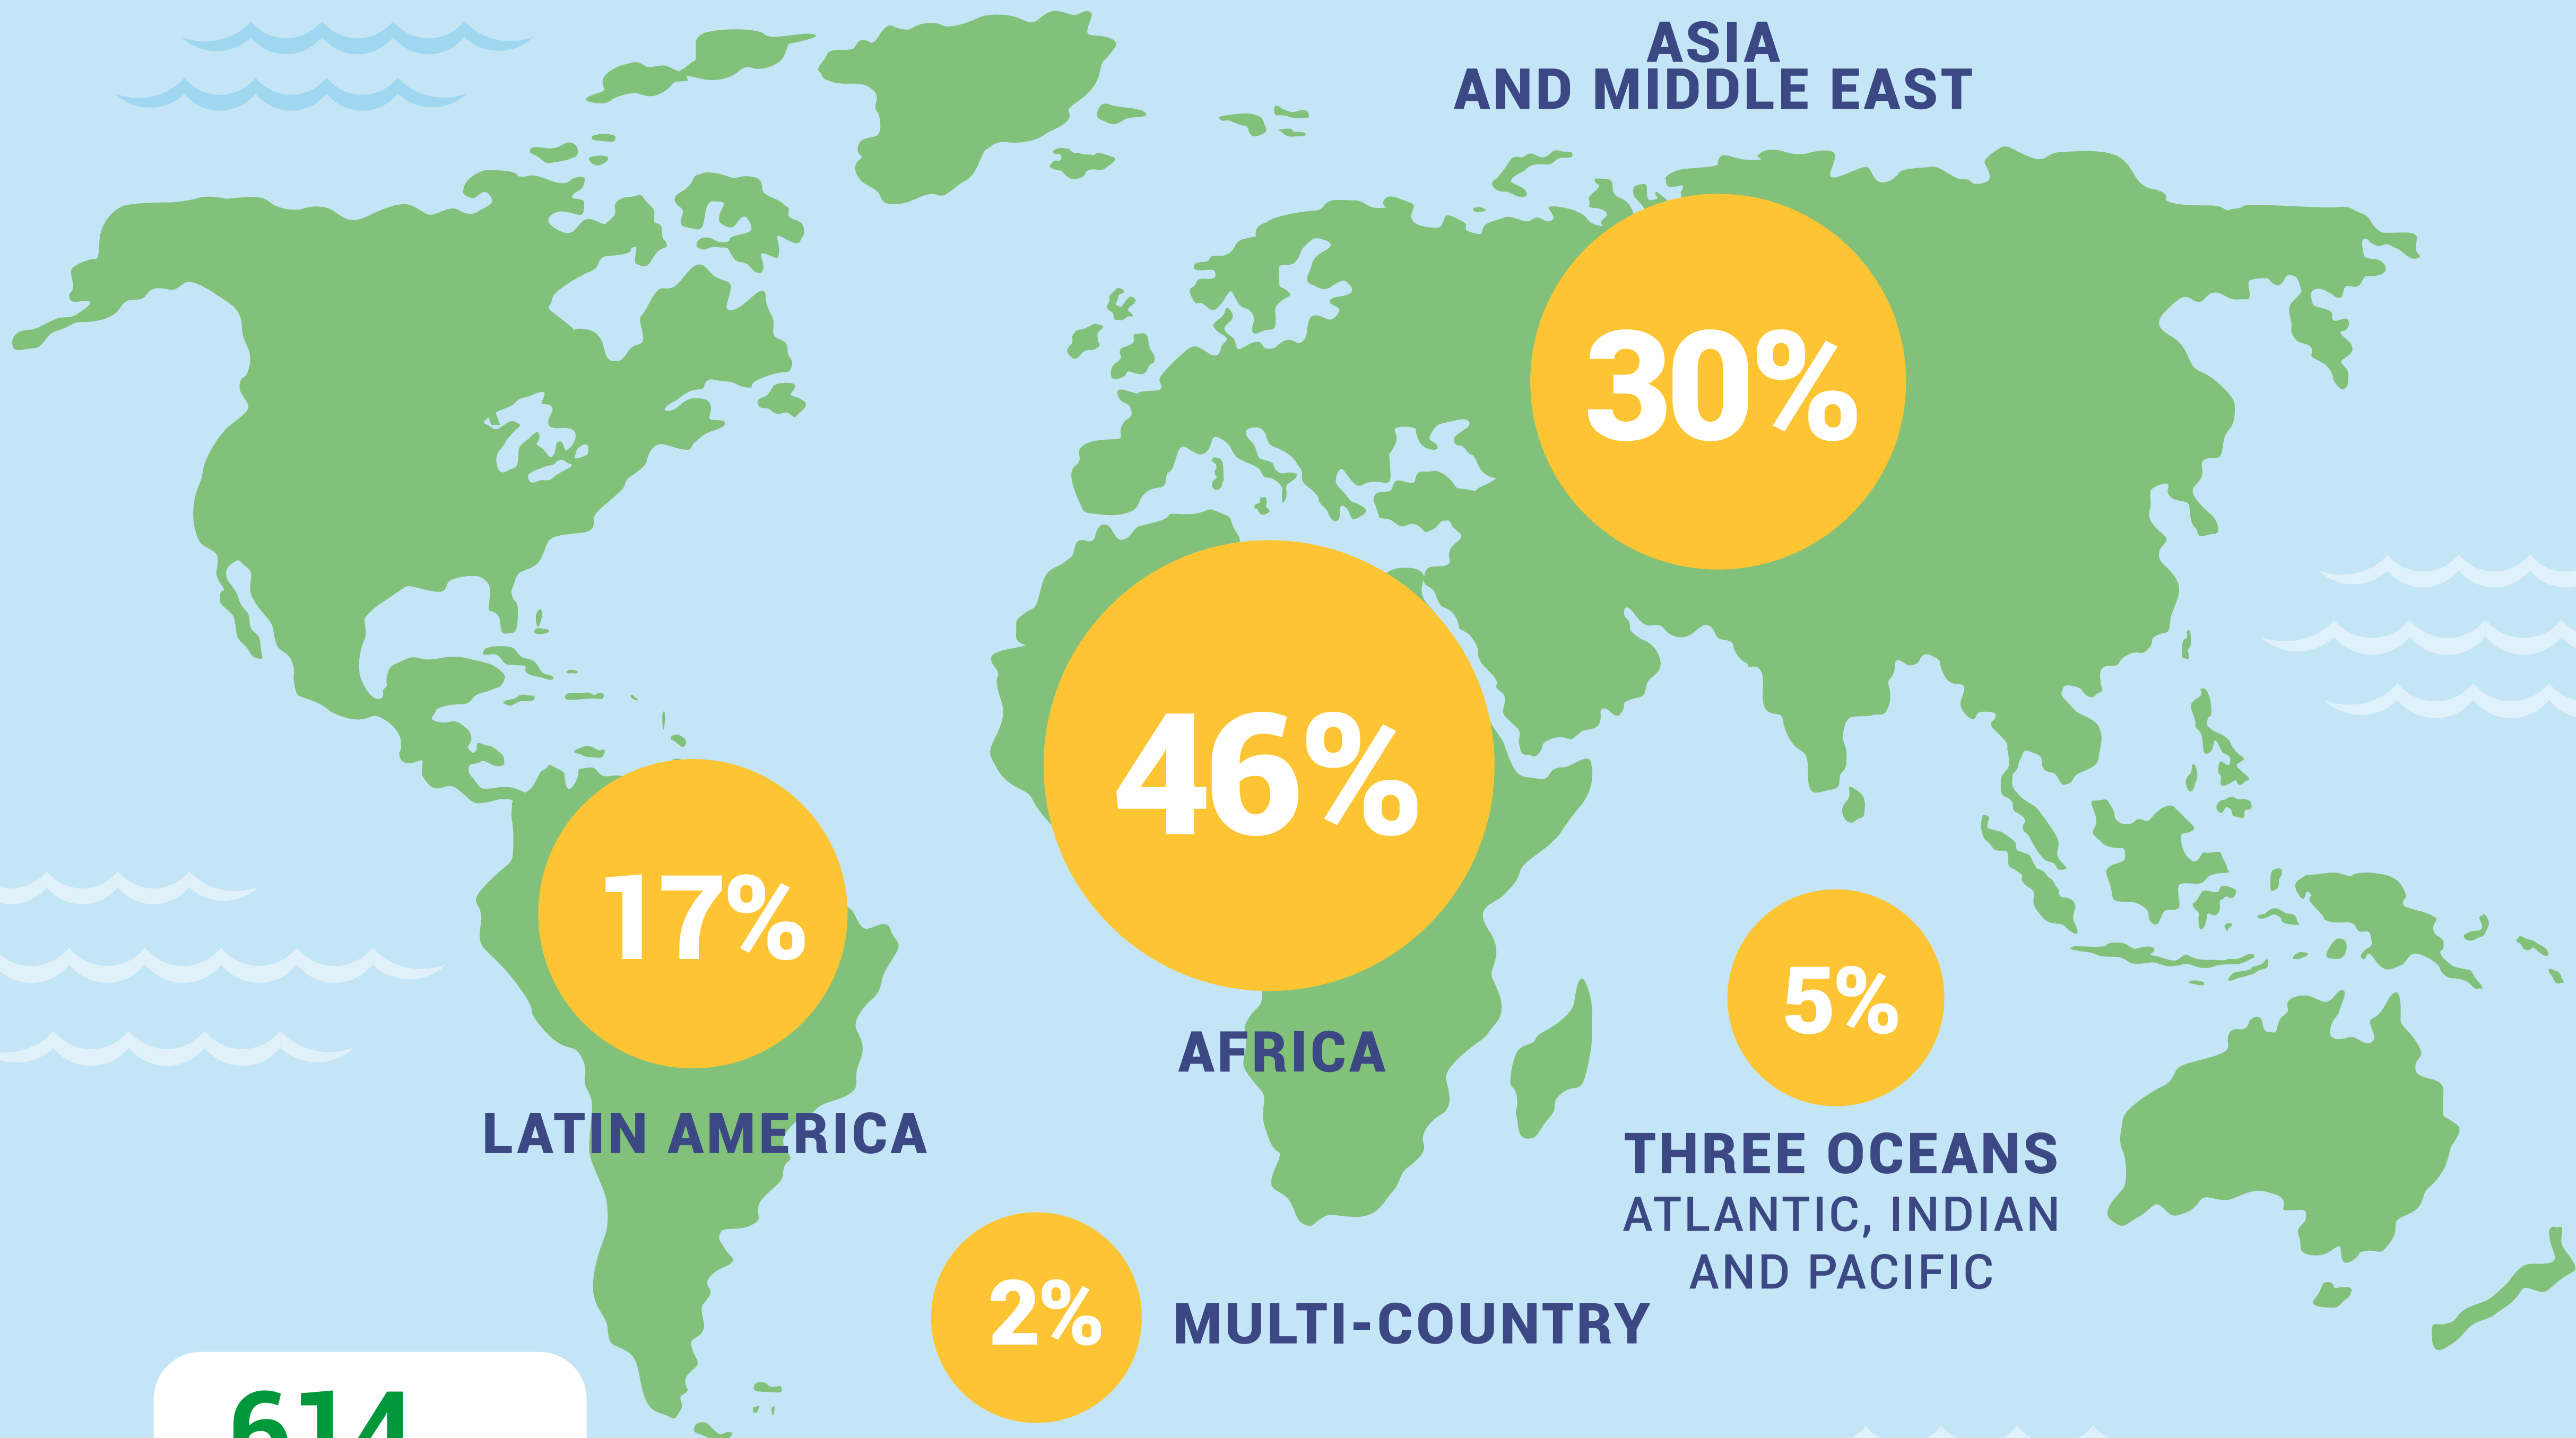 ASIA
AND MIDDLE EAST
30%
46%
AFRICA
17%
LATIN AMERICA
5%
THREE OCEANS
ATLANTIC, INDIAN
AND PACIFIC
2%
MULTI-COUNTRY
614